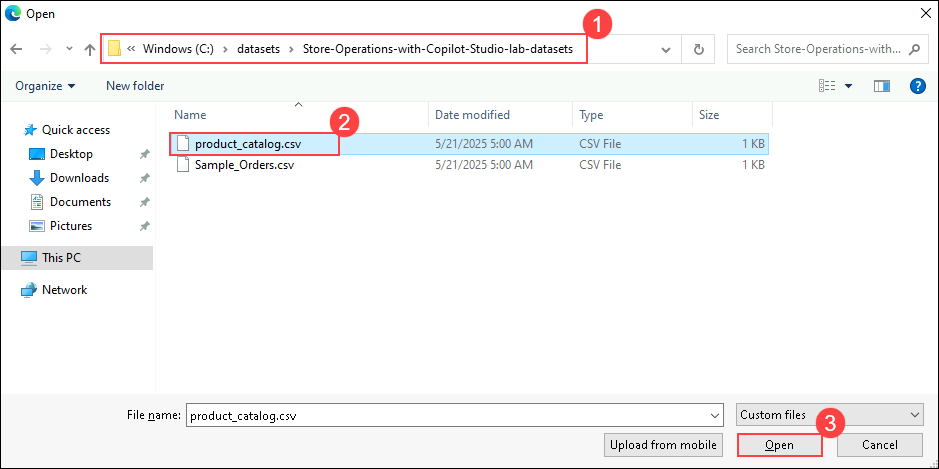 Open
1
« Windows (C:) › datasets › Store-Operations-with-Copilot-Studio-lab-datasets
Search Store-Operations-with...
Organize
New folder
?
Name
Date modified
Type
Size
2
Quick access
Desktop
Downloads
Documents
Pictures
This PC
Network
product_catalog.csv 5/21/2025 5:00 AM CSV File 1 KB
Sample_Orders.csv 5/21/2025 5:00 AM CSV File 1 KB
File name: product_catalog.csv
Custom files
3
Upload from mobile
Open
Cancel